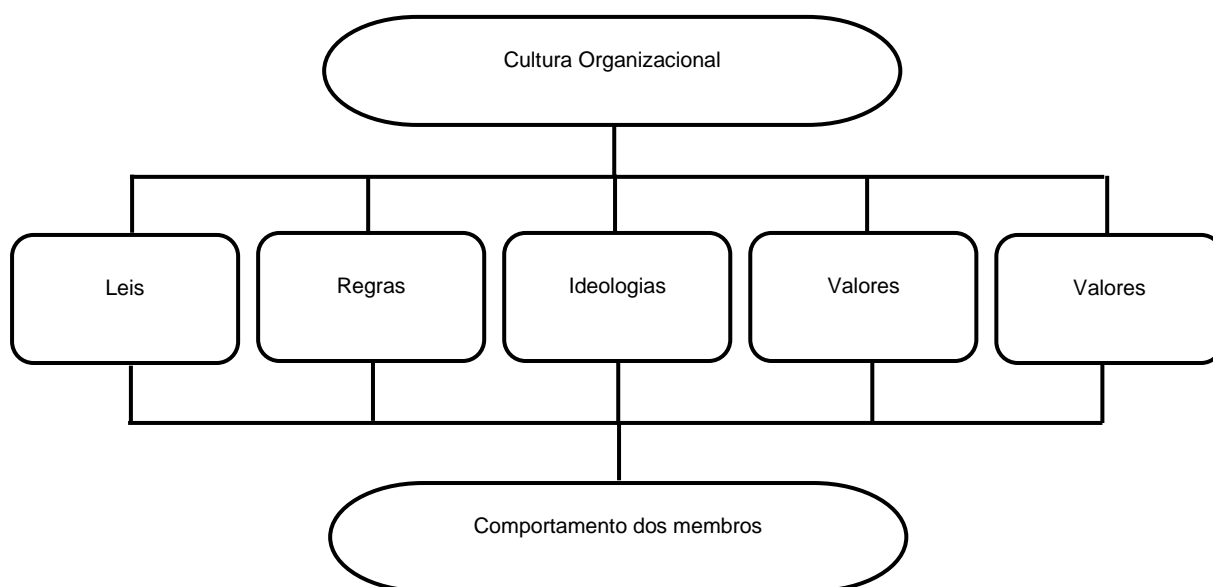 Cultura Organizacional
Leis
Regras
Ideologias
Valores
Valores
Comportamento dos membros